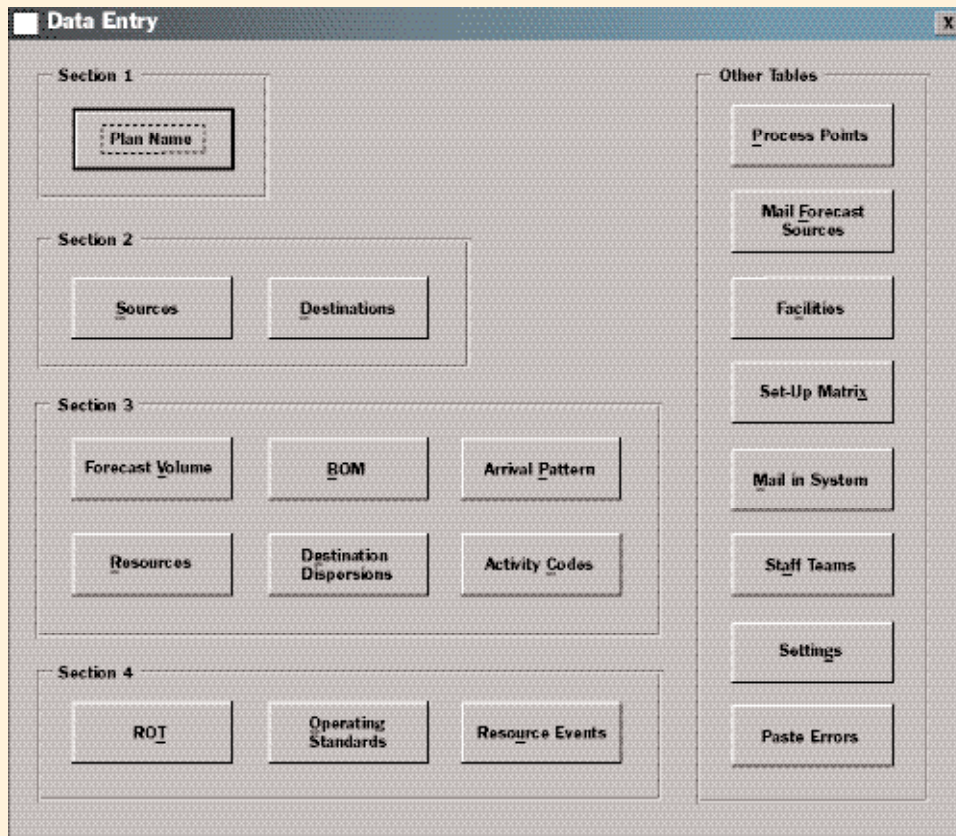 Data Entry
X
Section 1
Plan Name
Section 2
Sources
Destinations
Section 3
Forecast Volume
BOM
Arrival Pattern
Resources
Destination
Dispersions
Activity Codes
Section 4
ROT
Operating
Standards
Resource Events
Other Tables
Process Points
Mail Forecast
Sources
Facilities
Set-Up Matrix
Mail in System
Staff Teams
Settings
Paste Errors